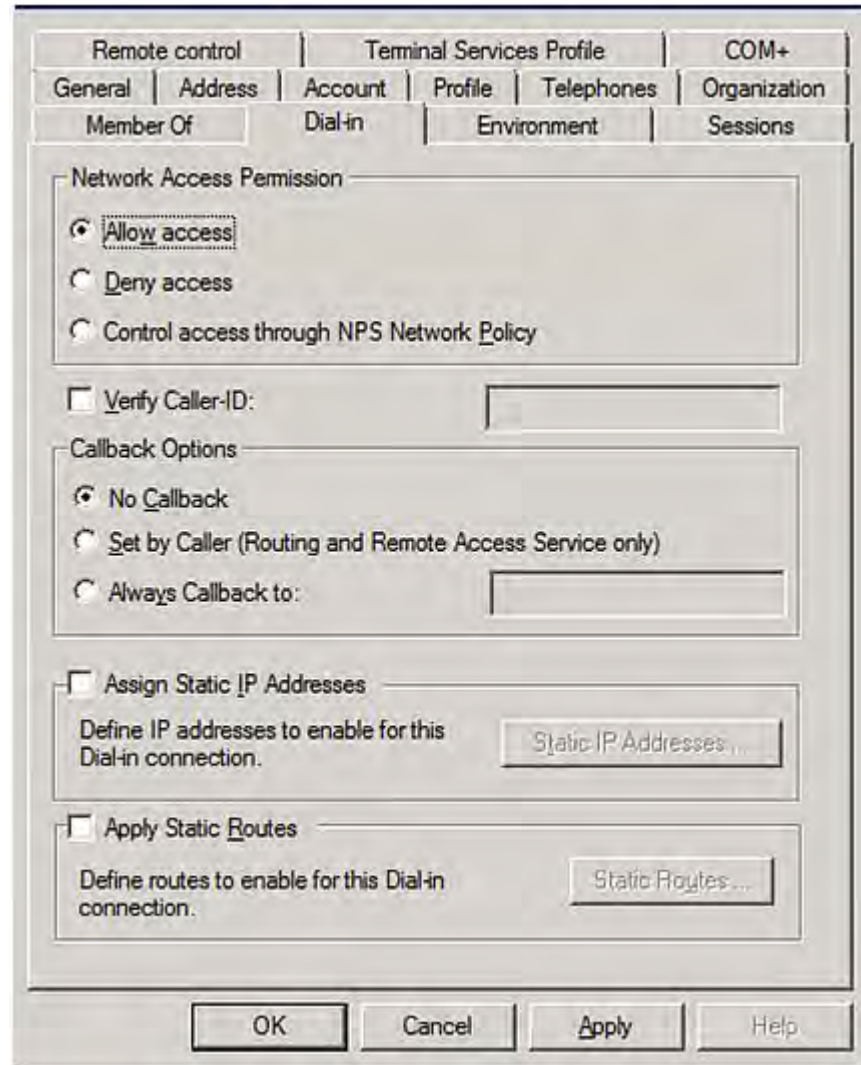 Remote control Terminal Services Profile COM+
General Address Account Profile Telephones Organization
Member Of Dial-in Environment Sessions
Network Access Permission
Allow access
Deny access
Control access through NPS Network Policy
Verify Caller-ID:
Callback Options
No Callback
Set by Caller (Routing and Remote Access Service only)
Always Callback to:
Assign Static IP Addresses
Define IP addresses to enable for this
Dial-in connection.
Static IP Addresses ...
Apply Static Routes
Define routes to enable for this Dial-in
connection.
Static Routes ...
OK Cancel Apply Help